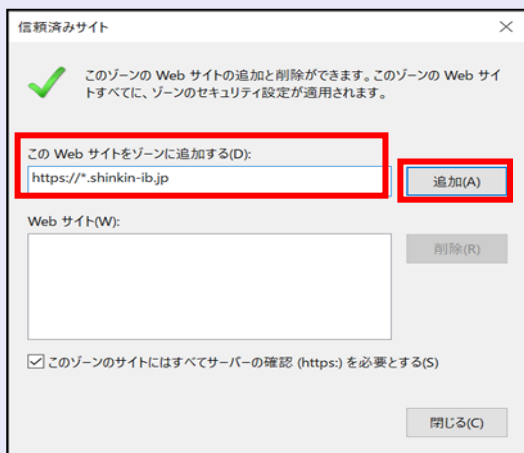 信頼済みサイト
このゾーンの Web サイトの追加と削除ができます。このゾーンの Web サイ
トすべてに、ゾーンのセキュリティ設定が適用されます。
この Web サイトをゾーンに追加する(D):
https://*.shinkin-ib.jp
追加(A)
Web サイト(W):
削除(R)
このゾーンのサイトにはすべてサーバーの確認 (https:) を必要とする(S)
閉じる(C)